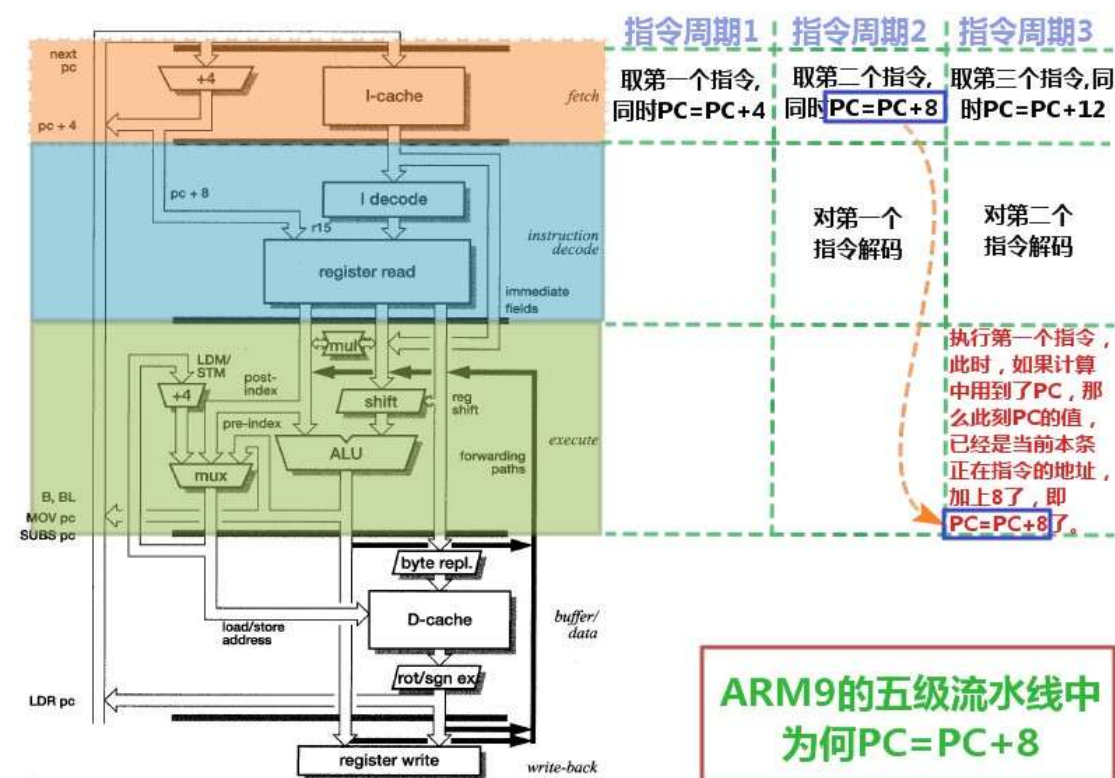 指令周期1
指令周期2
指令周期3
next
pc
+4
I-cache
fetch
pc + 4
取第一个指令,
同时PC=PC+4
取第二个指令,
同时PC=PC+8
取第三个指令,同
时PC=PC+12
pc + 8
I decode
r15
instruction
decode
register read
immediate
fields
对第一个
指令解码
对第二个
指令解码
mul
LDM/
STM
post-
index
+4
shift
reg
shift
pre-index
execute
ALU
forwarding
paths
mux
B, BL
MOV pc
SUBS pc
执行第一个指令，
此时，如果计算
中用到了PC，那
么此刻PC的值，
已经是当前本条
正在指令的地址，
加上8了，即
PC=PC+8了。
byte repl.
D-cache
buffer/
data
load/store
address
rot/sgn ex
LDR pc
register write
write-back
ARM9的五级流水线中
为何PC=PC+8